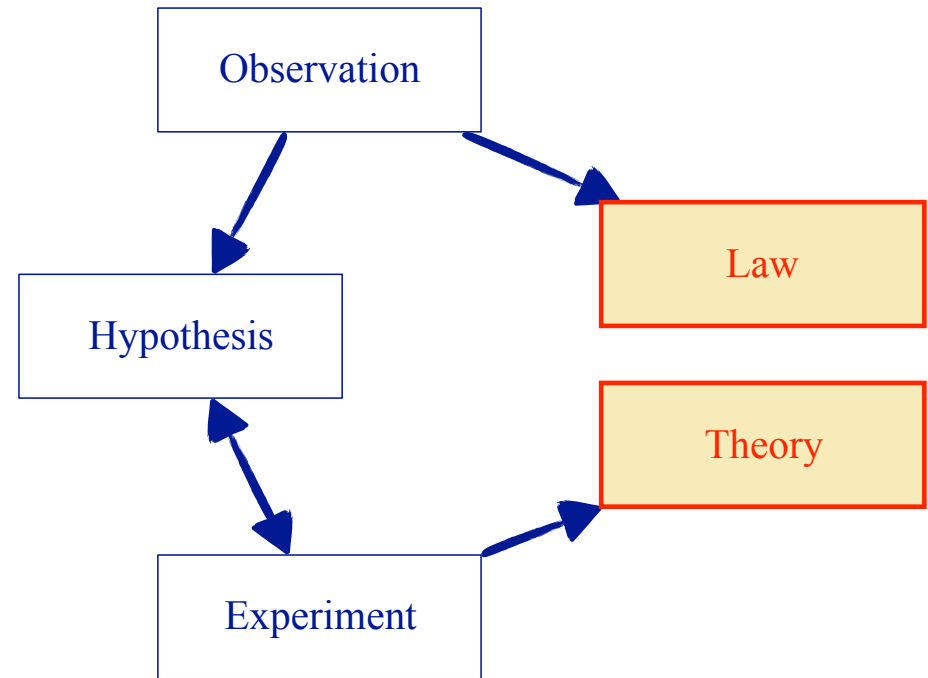 Observation
Law
Hypothesis
Theory
Experiment